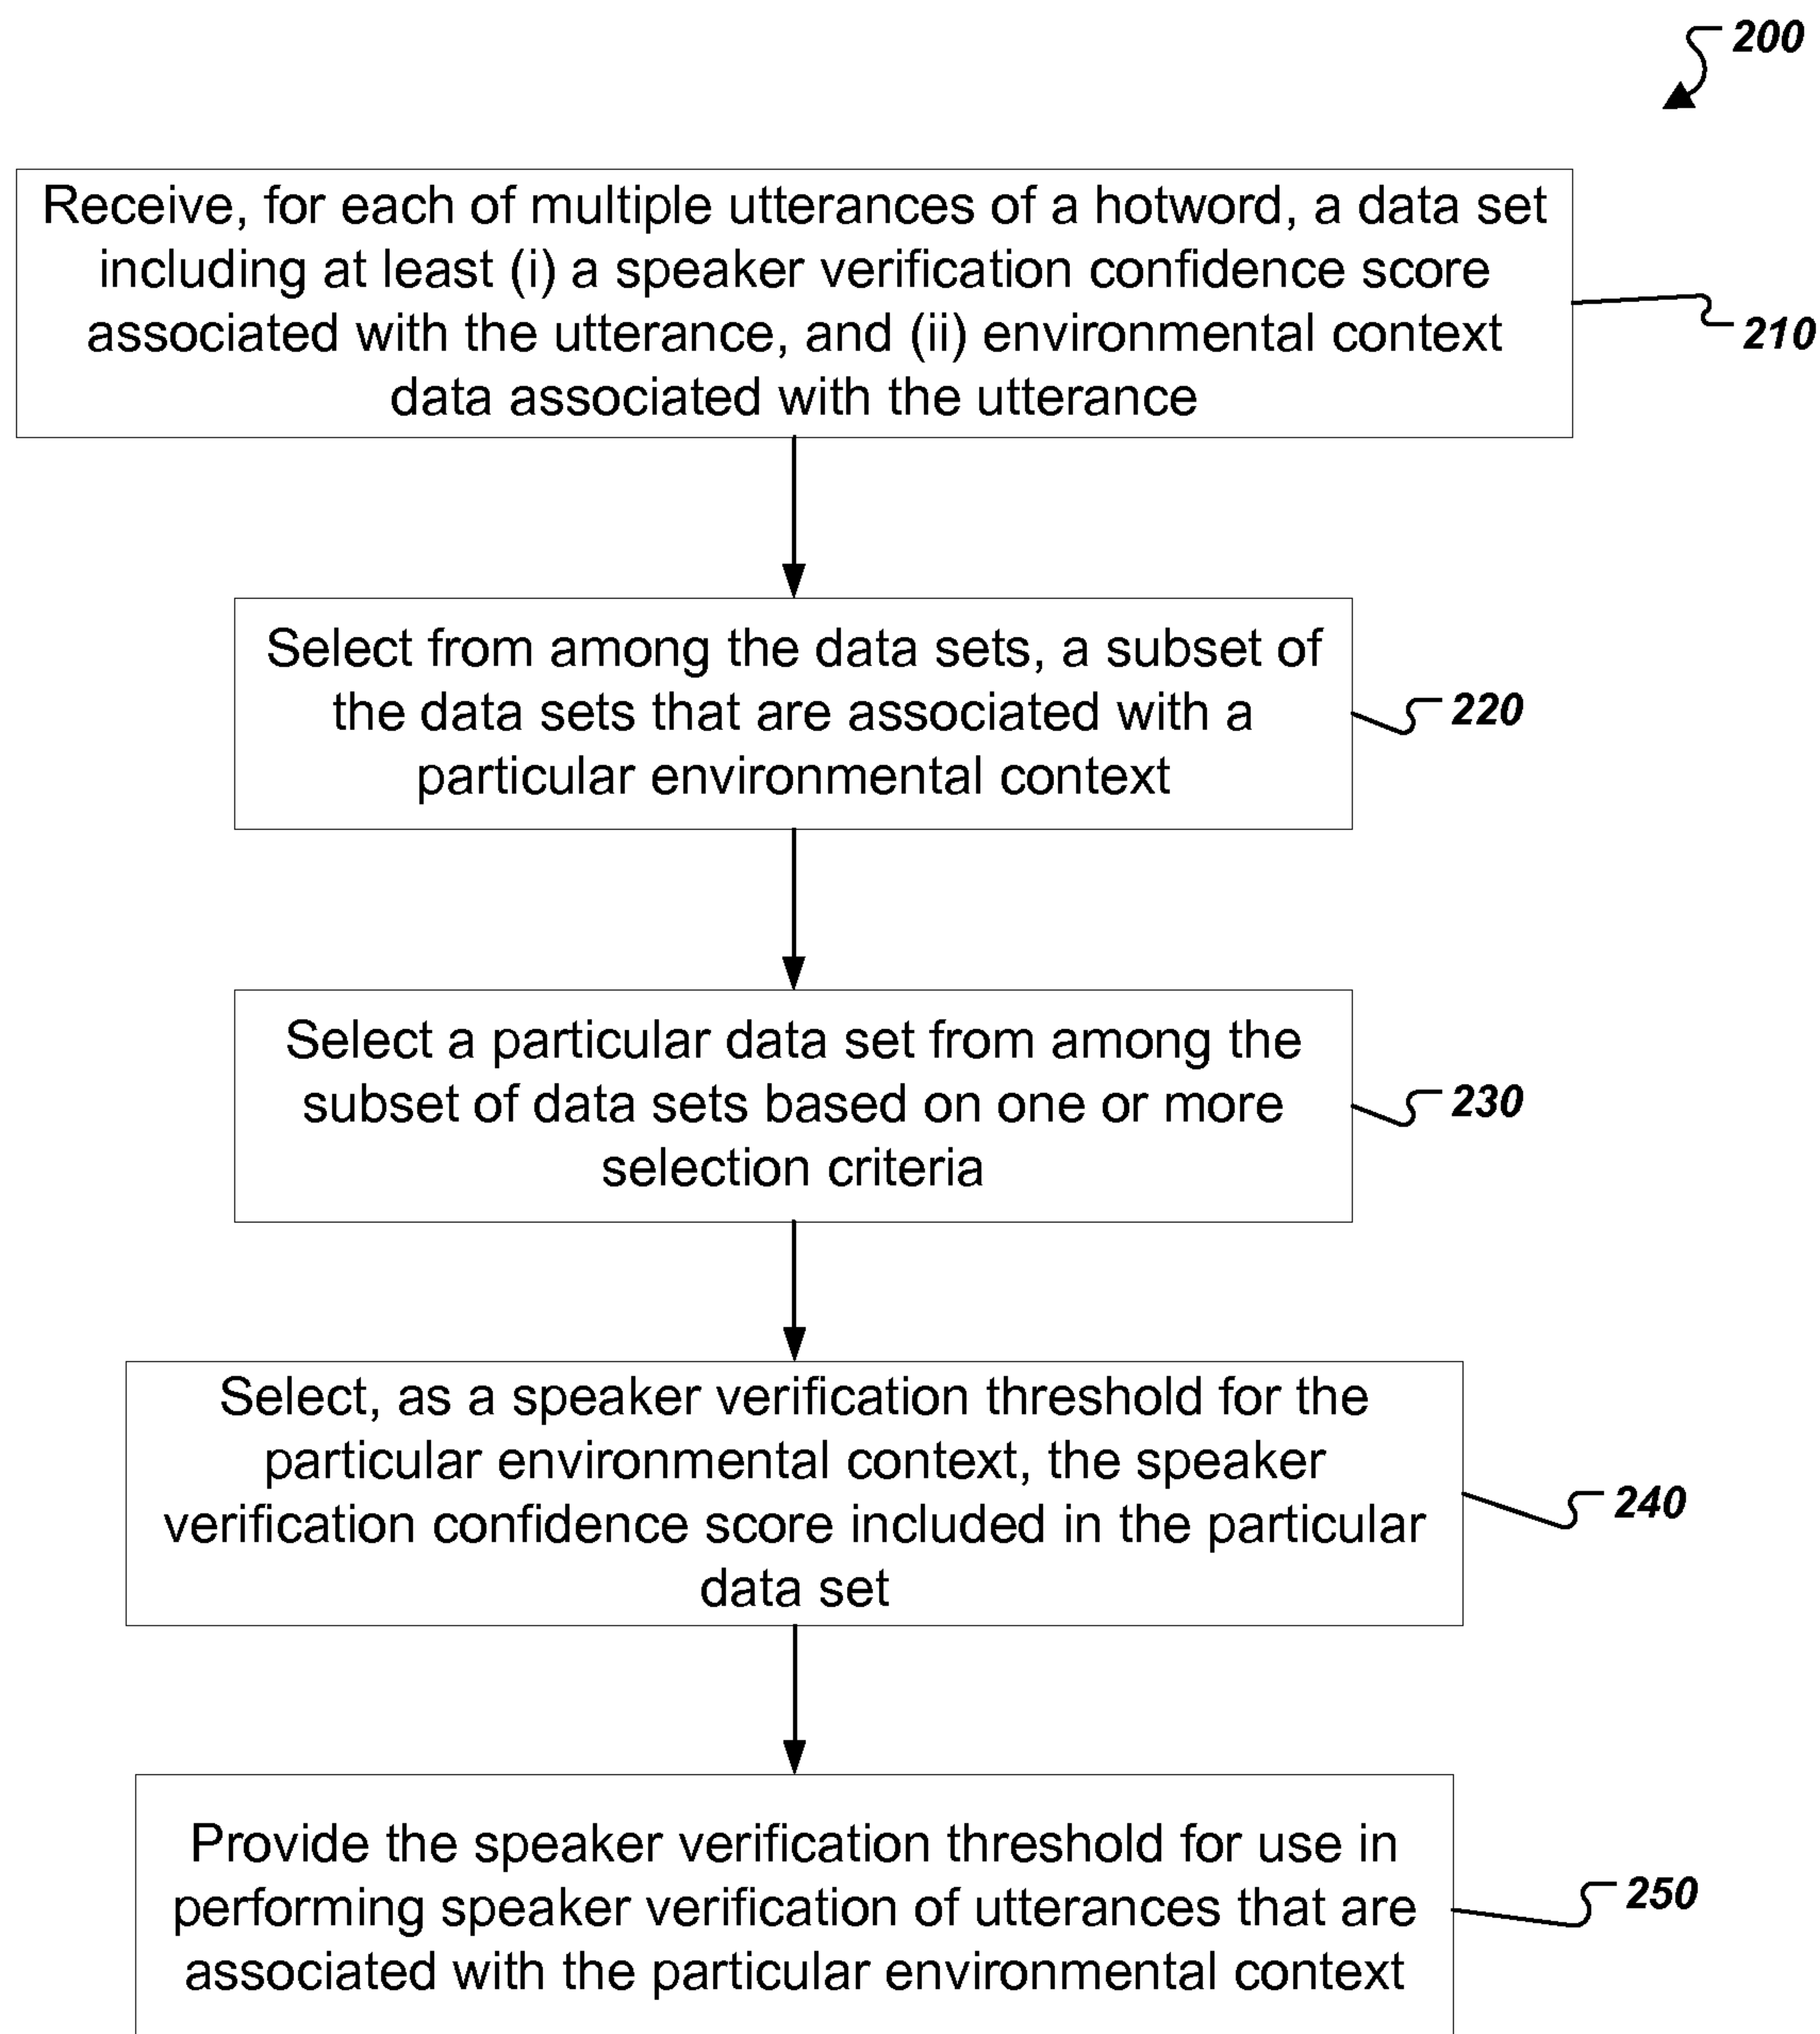 200
Receive, for each of multiple utterances of a hotword, a data set
including at least (i) a speaker verification confidence score
associated with the utterance, and (ii) environmental context
data associated with the utterance
210
Select from among the data sets, a subset of
the data sets that are associated with a
particular environmental context
220
Select a particular data set from among the
subset of data sets based on one or more
selection criteria
230
Select, as a speaker verification threshold for the
particular environmental context, the speaker
verification confidence score included in the particular
data set
240
Provide the speaker verification threshold for use in
performing speaker verification of utterances that are
associated with the particular environmental context
250